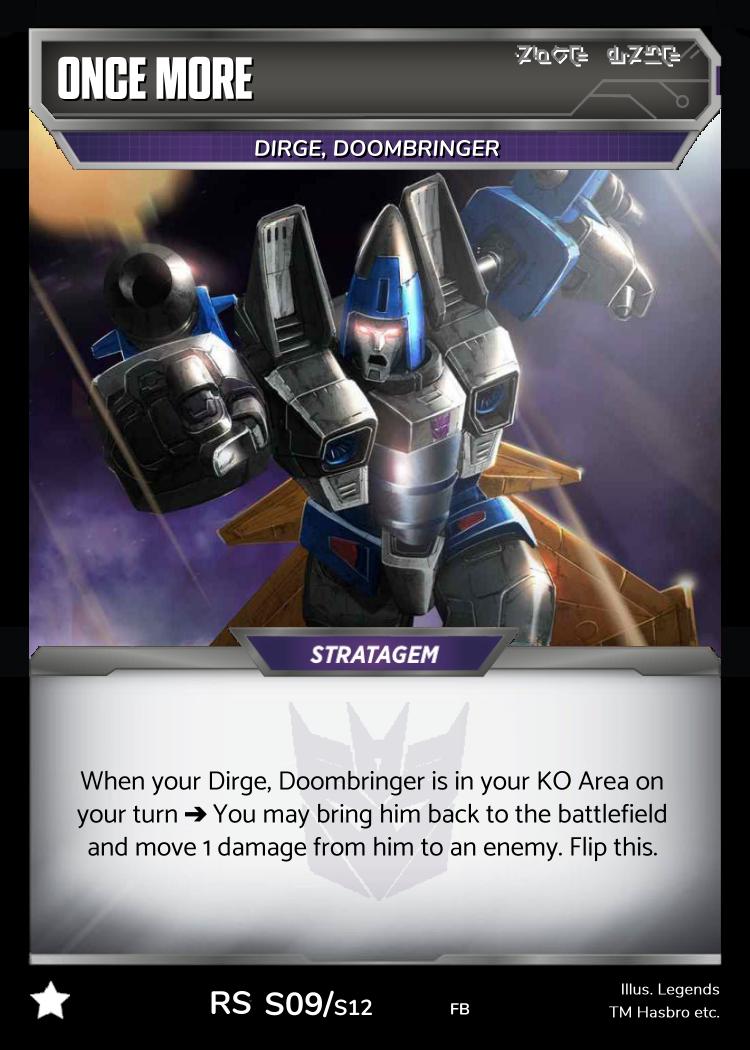 ONCE MORE
DIRGE, DOOMBRINGER
STRATAGEM
When your Dirge, Doombringer is in your KO Area on
your turn ➔ You may bring him back to the battlefield
and move 1 damage from him to an enemy. Flip this.
RS S09/S12
FB
Illus. Legends
TM Hasbro etc.